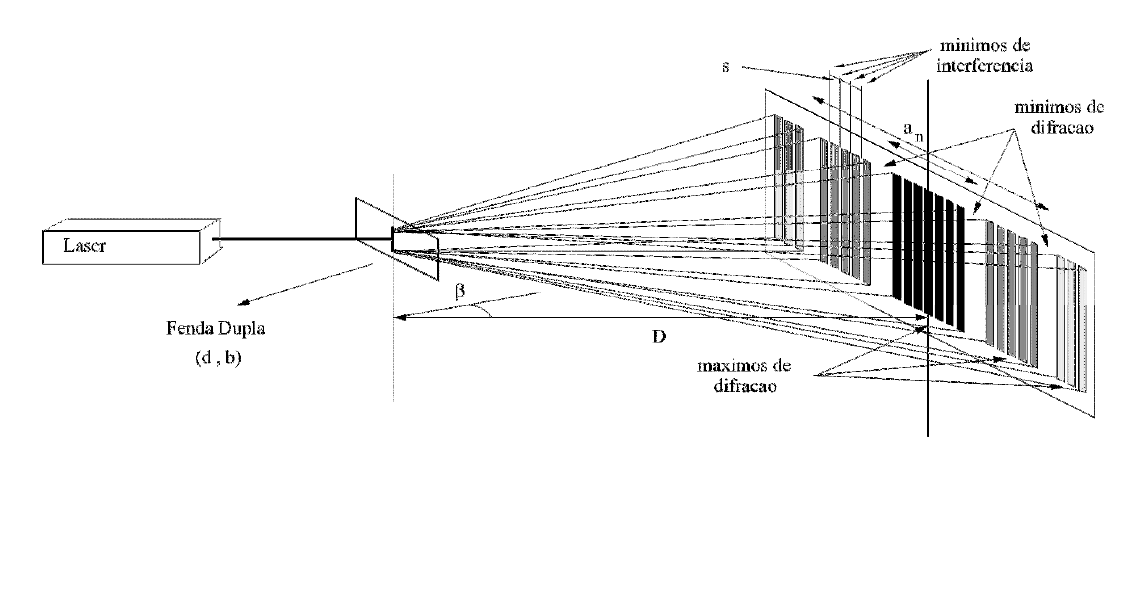 minimos de
interferencia
s
minimos de
difracao
a n
Laser
β
Fenda Dupla
(d , b)
D
maximos de
difracao